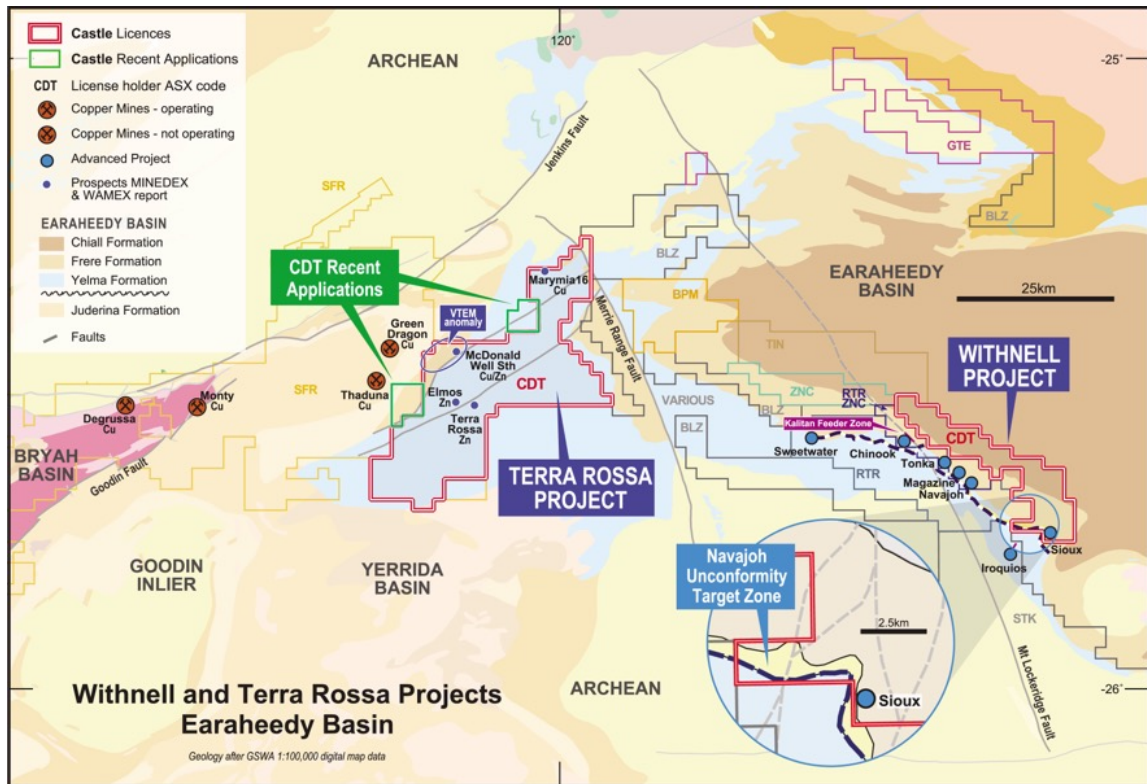 Castle Licences
Castle Recent Applications
CDT License holder ASX code
Copper Mines - operating
Copper Mines - not operating
Advanced Project
Prospects MINEDEX
& WAMEX report
EARAHEEDY BASIN
Chiall Formation
Frere Formation
Yelma Formation
Juderina Formation
Faults
120°
-25°
ARCHEAN
Jenkins Fault
GTE
BLZ
SFR
BLZ
EARAHEEDY
BASIN
25km
CDT Recent
Applications
Marymia16
Cu
Merrie Range Fault
BPM
TIN
VTEM
anomaly
Green
Dragon
Cu
McDonald
Well Sth
Cu/Zn
WITHNELL
PROJECT
SFR
Thaduna
Cu
Elmos
Zn
Terra
Rossa
Zn
CDT
VARIOUS
ZNC
RTR
ZNC
BLZ
BLZ
Kalitan Feeder Zone
CDT
Degrussa
Cu
Monty
Cu
BRYAH
BASIN
Goodin Fault
TERRA ROSSA
PROJECT
Sweetwater
Chinook
RTR
Tonka
Magazine
Navajoh
Sioux
Iroquios
GOODIN
INLIER
YERRIDA
BASIN
Navajoh
Unconformity
Target Zone
2.5km
Sioux
STK
Mt Lockeridge Fault
ARCHEAN
-26°
Withnell and Terra Rossa Projects
Earaheedy Basin
Geology after GSWA 1:100,000 digital map data